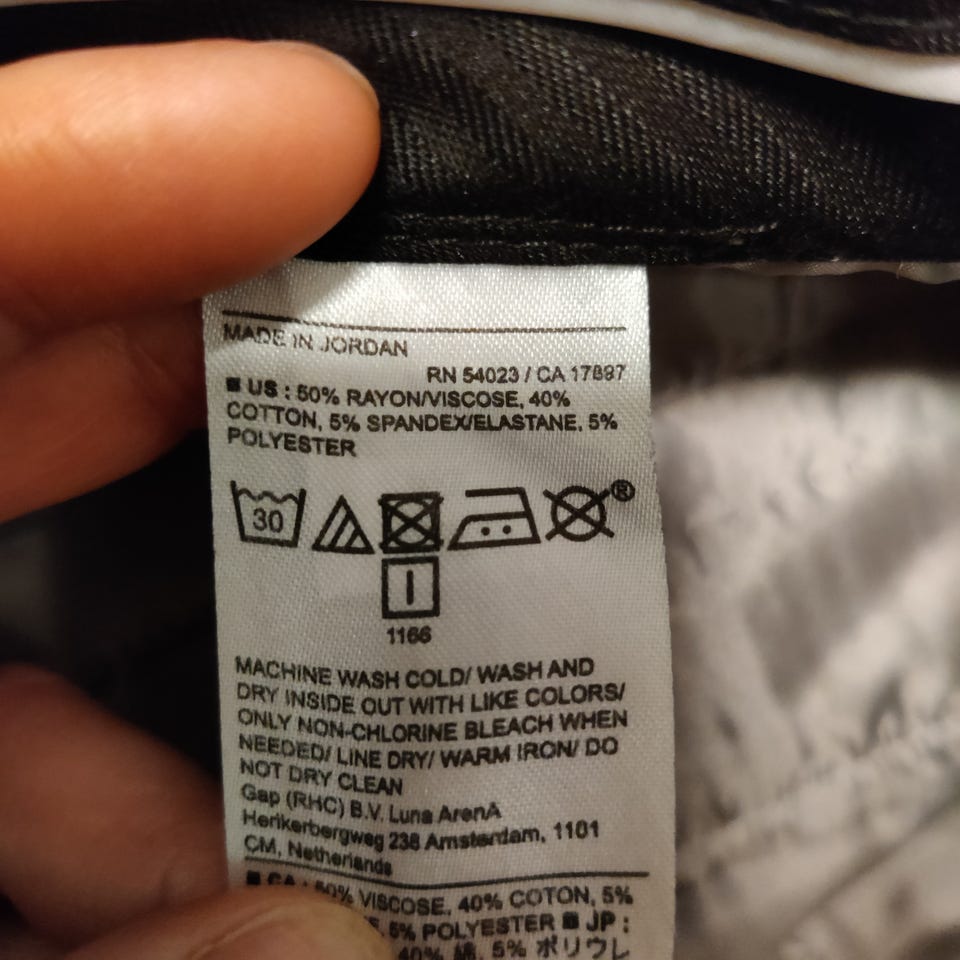 MADE IN JORDAN
RN 54023 / CA 17897
■ US : 50% RAYON/VISCOSE, 40%
COTTON, 5% SPANDEX/ELASTANE, 5%
POLYESTER
30
®
1166
MACHINE WASH COLD/ WASH AND
DRY INSIDE OUT WITH LIKE COLORS/
ONLY NON-CHLORINE BLEACH WHEN
NEEDED/ LINE DRY/ WARM IRON/ DO
NOT DRY CLEAN
Gap (RHC) B.V. Luna ArenA
Herikerbergweg 238 Amsterdam, 1101
CM, Netherlands
■ CA : 50% VISCOSE, 40% COTON, 5%
5% POLYESTER ■ JP :
40% 綿, 5% ポリウレ